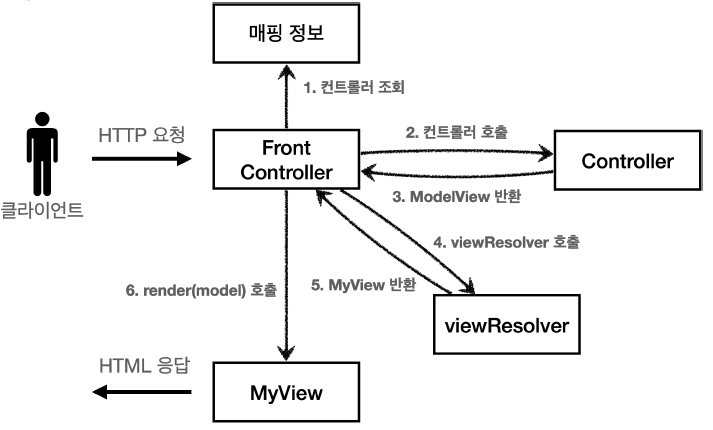 매핑 정보
1. 컨트롤러 조회
HTTP 요청
Front
Controller
2. 컨트롤러 호출
Controller
3. ModelView 반환
클라이언트
4. viewResolver 호출
5. MyView 반환
6. render(model) 호출
viewResolver
HTML 응답
MyView